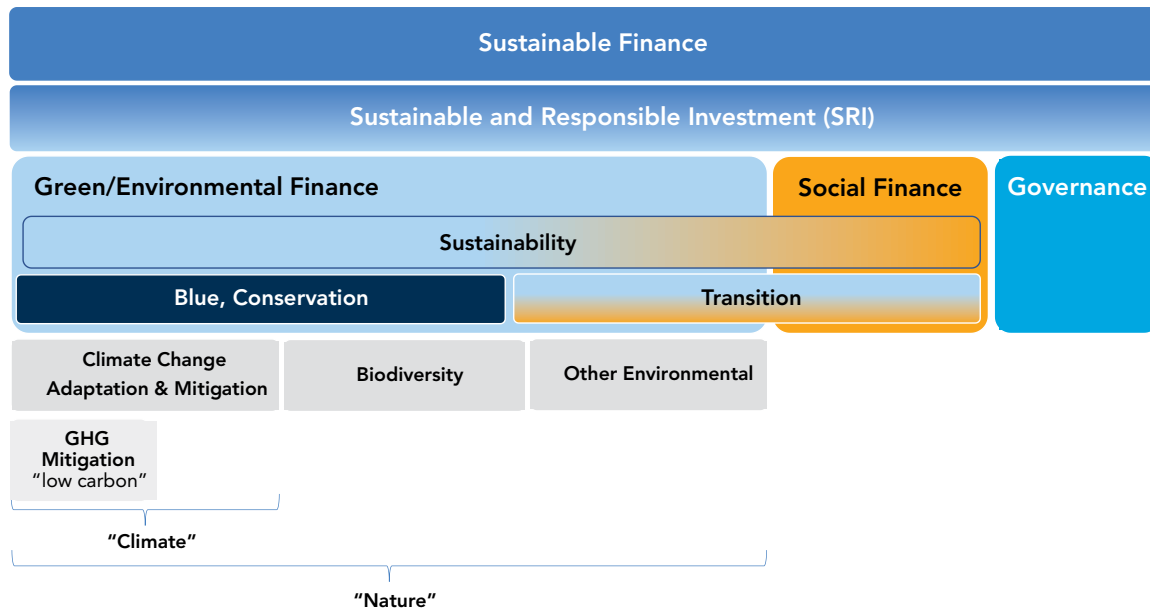 Sustainable Finance
Sustainable and Responsible Investment (SRI)
Green/Environmental Finance
Social Finance
Governance
Sustainability
Blue, Conservation
Transition
Climate Change
Adaptation & Mitigation
Biodiversity
Other Environmental
GHG
Mitigation
“low carbon”
“Climate”
“Nature”